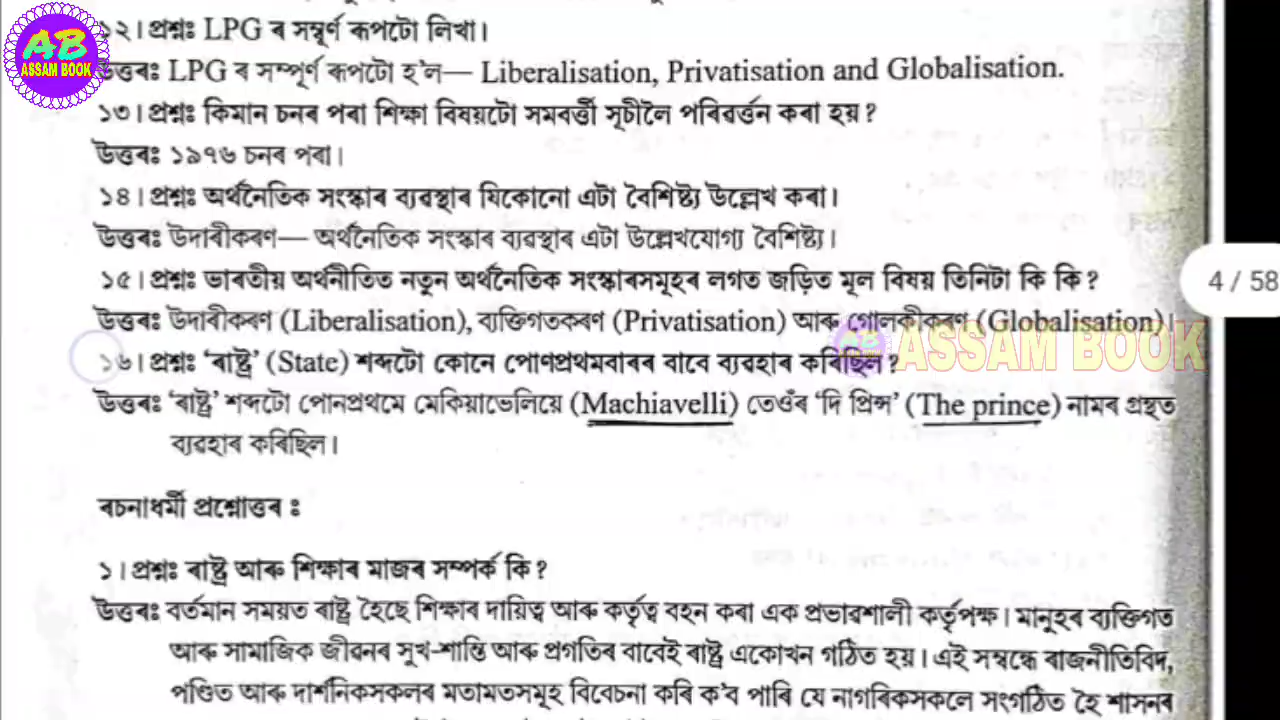 AB
ASSAM BOOK
১২। প্ৰশ্নঃ LPG ৰ সম্বূৰ্ণ ৰূপটো লিখা।
উত্তৰঃ LPG ৰ সম্পূৰ্ণ ৰূপটো হ'ল— Liberalisation, Privatisation and Globalisation.
১৩। প্ৰশ্নঃ কিমান চনৰ পৰা শিক্ষা বিষয়টো সমবৰ্ত্তী সূচীলৈ পৰিৱৰ্ত্তন কৰা হয়?
উত্তৰঃ ১৯৭৬ চনৰ পৰা।
১৪। প্ৰশ্নঃ অৰ্থনৈতিক সংস্কাৰ ব্যৱস্থাৰ যিকোনো এটা বৈশিষ্ট্য উল্লেখ কৰা।
উত্তৰঃ উদাৰীকৰণ— অৰ্থনৈতিক সংস্কাৰ ব্যৱস্থাৰ এটা উল্লেখযোগ্য বৈশিষ্ট্য।
১৫। প্ৰশ্নঃ ভাৰতীয় অৰ্থনীতিত নতুন অৰ্থনৈতিক সংস্কাৰসমূহৰ লগত জড়িত মূল বিষয় তিনিটা কি কি?
4 / 58
উত্তৰঃ উদাৰীকৰণ (Liberalisation), ব্যক্তিগতকৰণ (Privatisation) আৰু গোলকীকৰণ (Globalisation)।
AB ASSAM BOOK
১৬। প্ৰশ্নঃ ‘ৰাষ্ট্ৰ’ (State) শব্দটো কোনে পোণপ্ৰথমবাৰৰ বাবে ব্যৱহাৰ কৰিছিল?
উত্তৰঃ ‘ৰাষ্ট্ৰ’ শব্দটো পোনপ্ৰথমে মেকিয়াভেলিয়ে (Machiavelli) তেওঁৰ ‘দি প্ৰিন্স’ (The prince) নামৰ গ্ৰন্থত
ব্যৱহাৰ কৰিছিল।
ৰচনাধৰ্মী প্ৰশ্নোত্তৰ ঃ
১। প্ৰশ্নঃ ৰাষ্ট্ৰ আৰু শিক্ষাৰ মাজৰ সম্পৰ্ক কি?
উত্তৰঃ বৰ্তমান সময়ত ৰাষ্ট্ৰ হৈছে শিক্ষাৰ দায়িত্ব আৰু কৰ্তৃত্ব বহন কৰা এক প্ৰভাৱশালী কৰ্তৃপক্ষ। মানুহৰ ব্যক্তিগত
আৰু সামাজিক জীৱনৰ সুখ-শান্তি আৰু প্ৰগতিৰ বাবেই ৰাষ্ট্ৰ একোখন গঠিত হয়। এই সম্বন্ধে ৰাজনীতিবিদ,
পণ্ডিত আৰু দাৰ্শনিকসকলৰ মতামতসমূহ বিবেচনা কৰি ক'ব পাৰি যে নাগৰিকসকলে সংগঠিত হৈ শাসনৰ